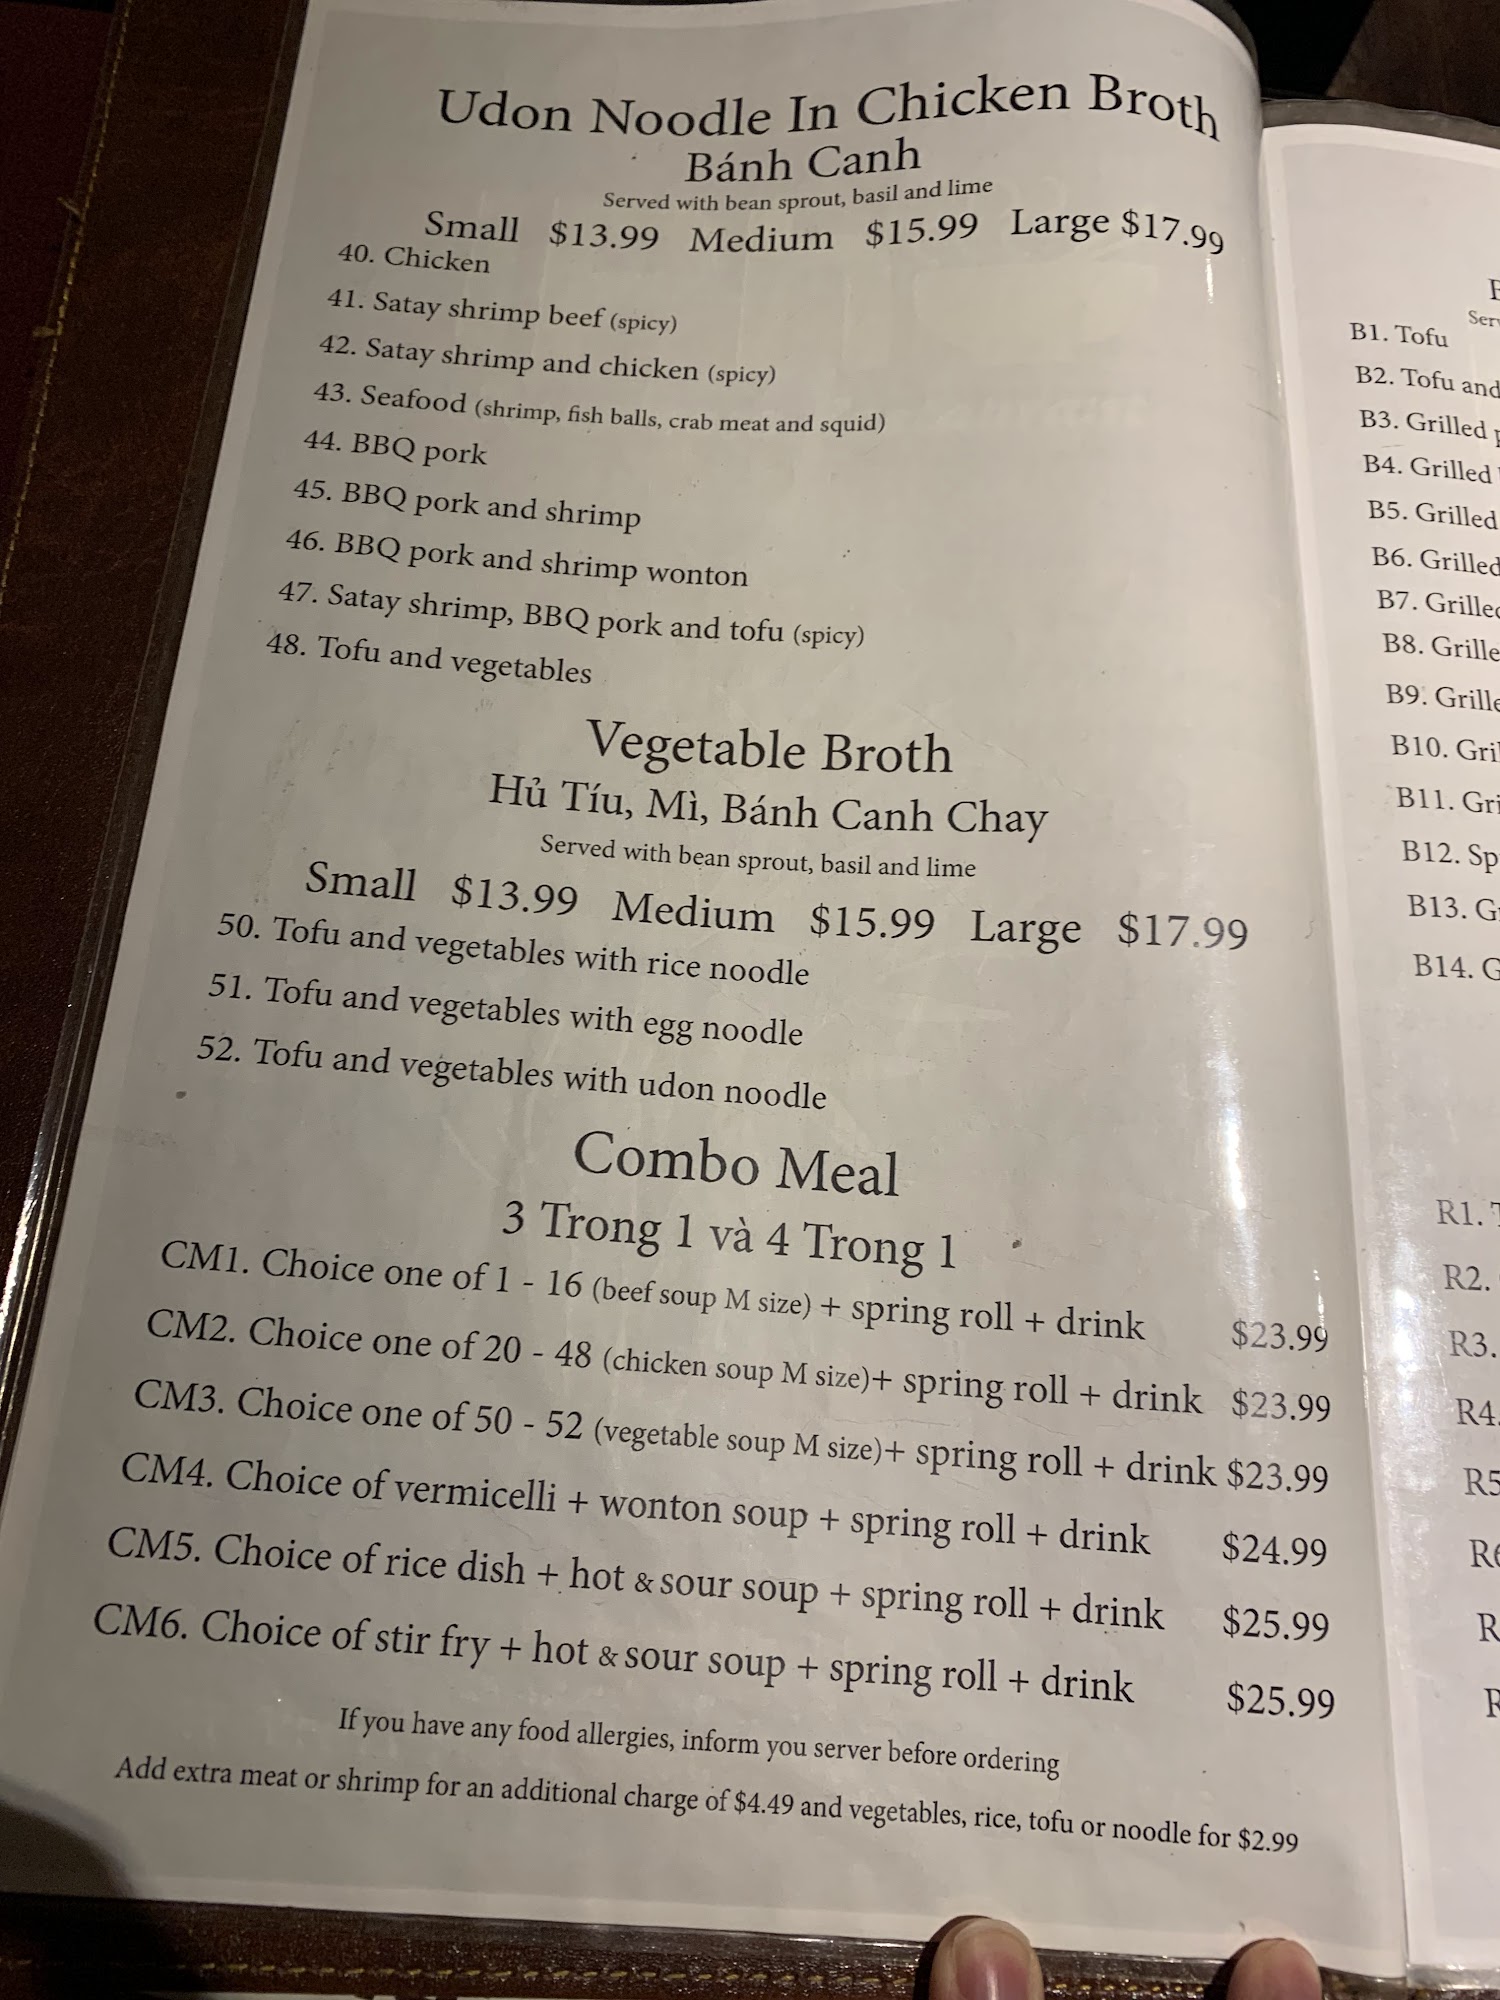 Udon Noodle In Chicken Broth
Bánh Canh
Served with bean sprout, basil and lime
Small $13.99 Medium $15.99 Large $17.99
40. Chicken
41. Satay shrimp beef (spicy)
42. Satay shrimp and chicken (spicy)
43. Seafood (shrimp, fish balls, crab meat and squid)
44. BBQ pork
45. BBQ pork and shrimp
46. BBQ pork and shrimp wonton
47. Satay shrimp, BBQ pork and tofu (spicy)
48. Tofu and vegetables
Vegetable Broth
Hủ Tíu, Mì, Bánh Canh Chay
Served with bean sprout, basil and lime
Small $13.99 Medium $15.99 Large $17.99
50. Tofu and vegetables with rice noodle
51. Tofu and vegetables with egg noodle
52. Tofu and vegetables with udon noodle
Combo Meal
3 Trong 1 và 4 Trong 1
CM1. Choice one of 1 - 16 (beef soup M size) + spring roll + drink $23.99
CM2. Choice one of 20 - 48 (chicken soup M size)+ spring roll + drink $23.99
CM3. Choice one of 50 - 52 (vegetable soup M size)+ spring roll + drink $23.99
CM4. Choice of vermicelli + wonton soup + spring roll + drink $24.99
CM5. Choice of rice dish + hot & sour soup + spring roll + drink $25.99
CM6. Choice of stir fry + hot & sour soup + spring roll + drink $25.99
If you have any food allergies, inform you server before ordering
Add extra meat or shrimp for an additional charge of $4.49 and vegetables, rice, tofu or noodle for $2.99
B1. Tofu
B2. Tofu and
B3. Grilled
B4. Grilled
B5. Grilled
B6. Grilled
B7.
B8.
B9.
B10.
B11.
B12.
B13.
B14.
R1.
R2.
R3.
R4.